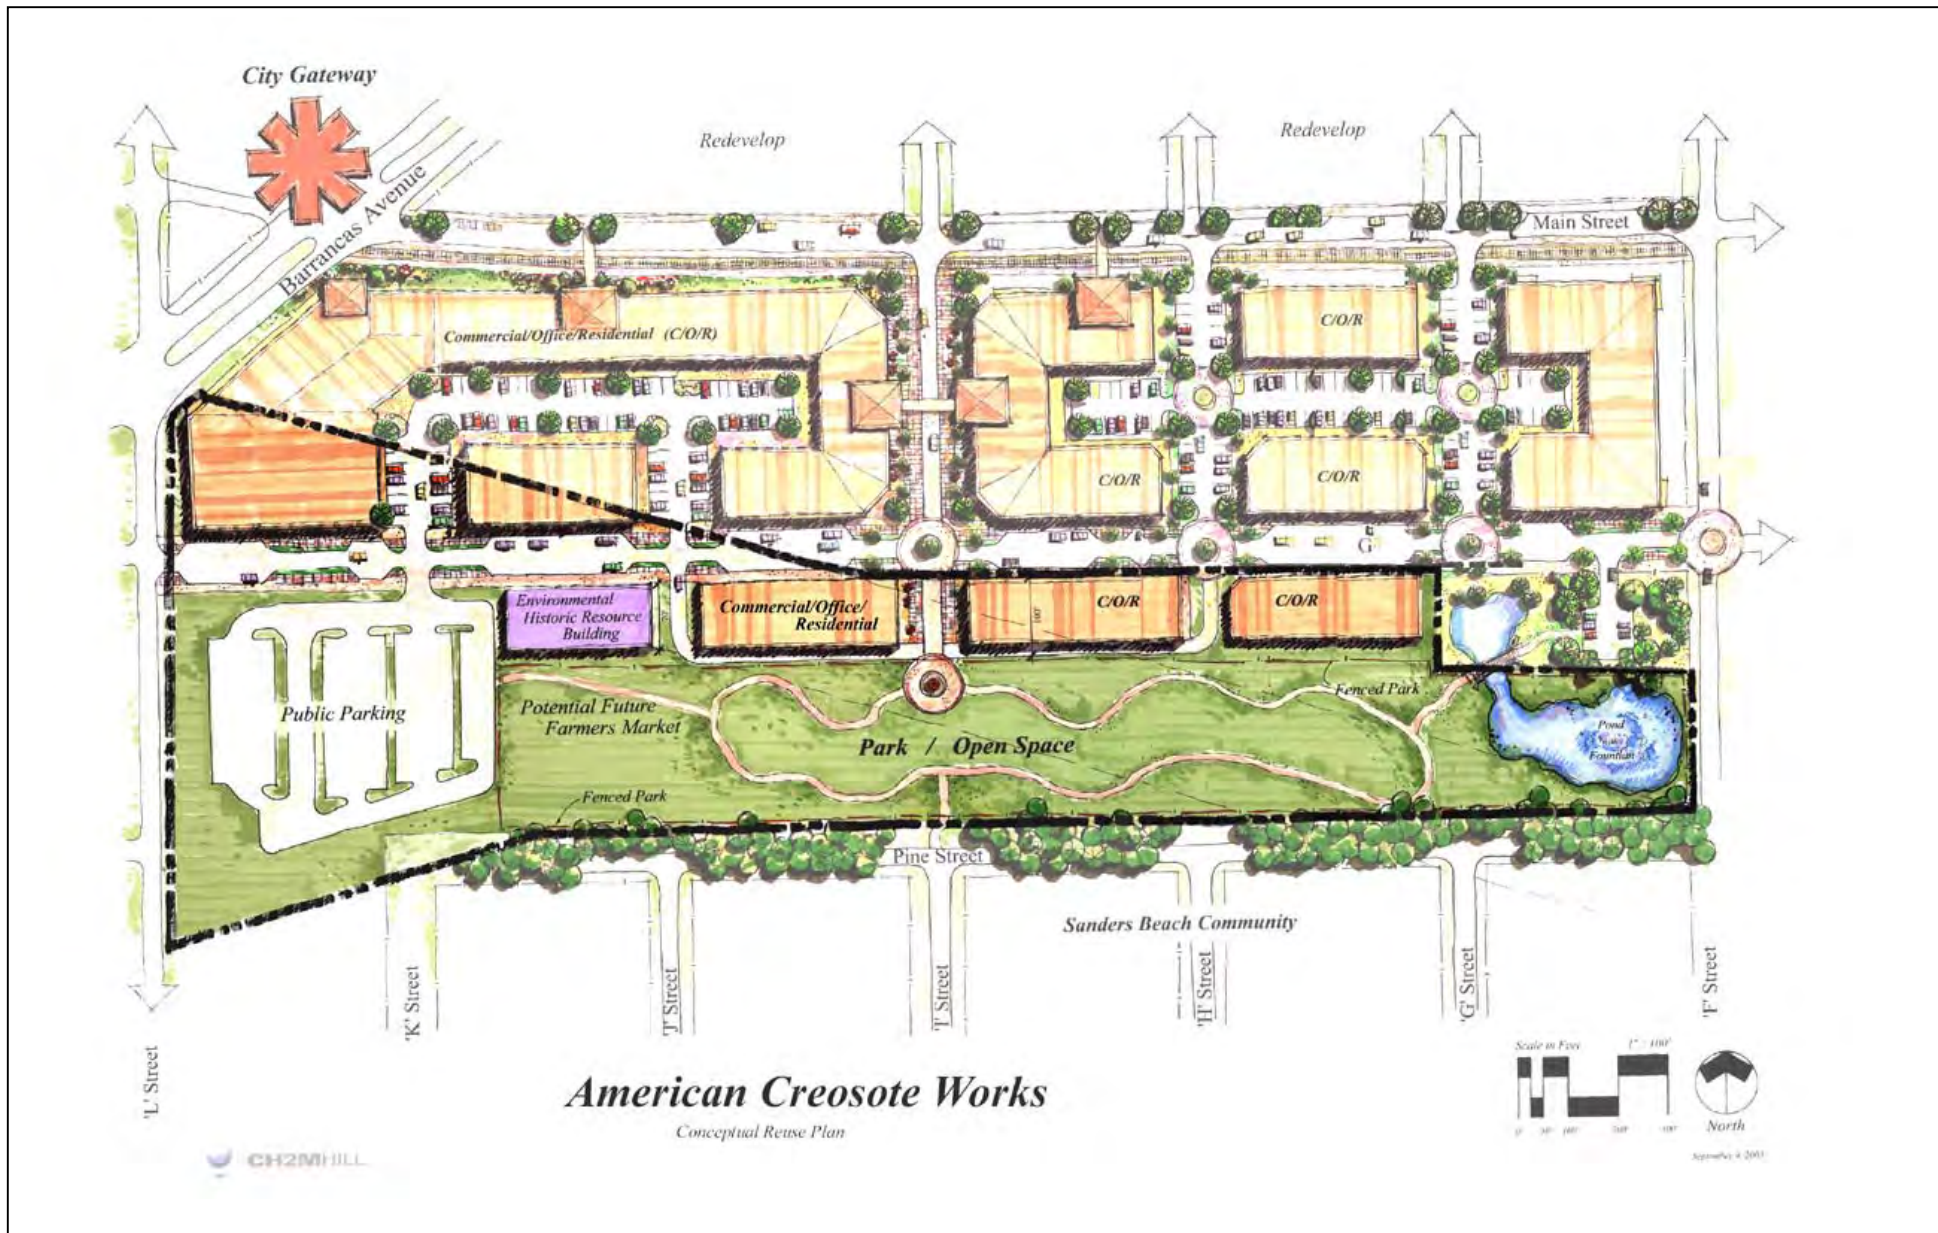 City Gateway
Redevelop
Redevelop
Barrancas Avenue
Main Street
Commercial/Office/Residential (C/O/R)
C/O/R
C/O/R
C/O/R
G
Environmental
Historic Resource
Building
70'
Commercial/Office/
Residential
100'
C/O/R
C/O/R
Public Parking
Potential Future
Farmers Market
Park / Open Space
Fenced Park
Pond
Fountain
Fenced Park
Pine Street
Sanders Beach Community
'L' Street
'K' Street
'J' Street
'I' Street
'H' Street
'G' Street
'F' Street
American Creosote Works
Conceptual Reuse Plan
CH2MHILL
Scale in Feet
North